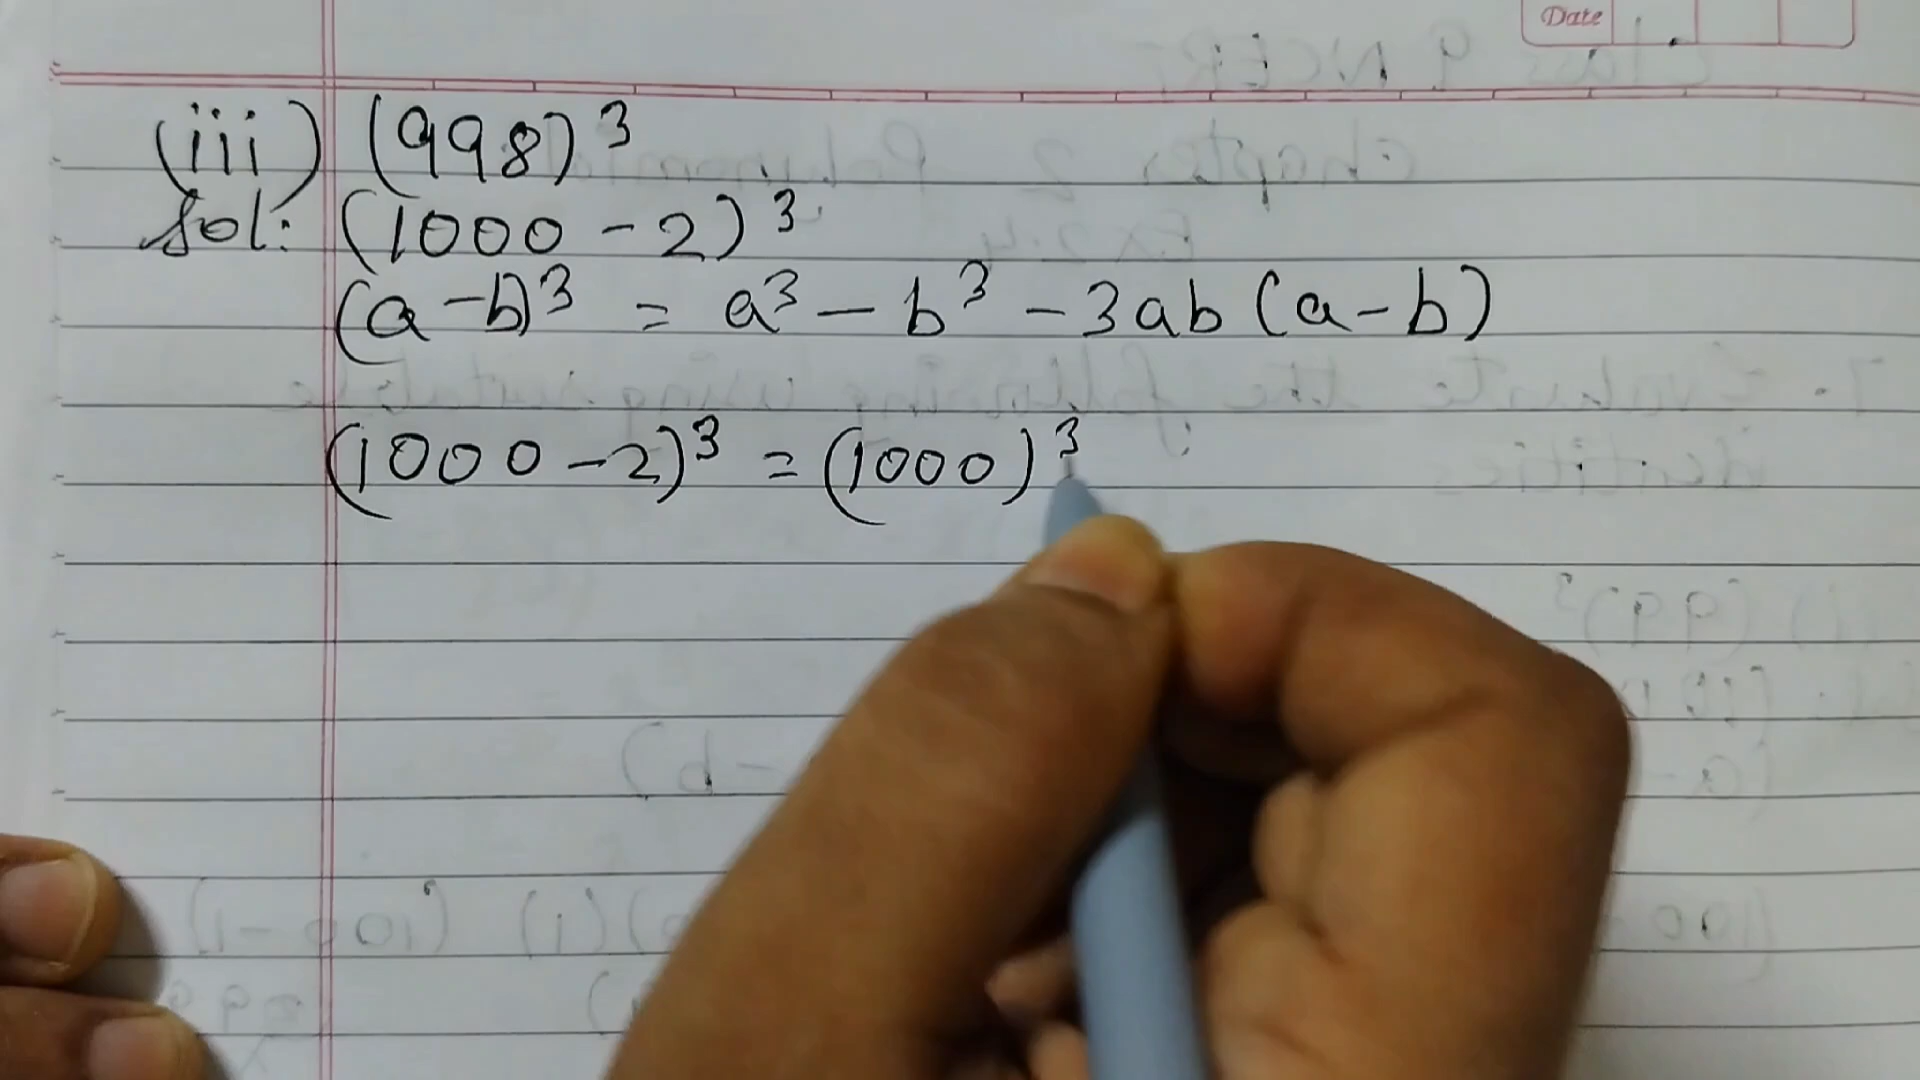 Date
(iii) (998)³
Sol: (1000 - 2)³
(a - b)³ = a³ - b³ - 3ab (a - b)
(1000 - 2)³ = (1000)³